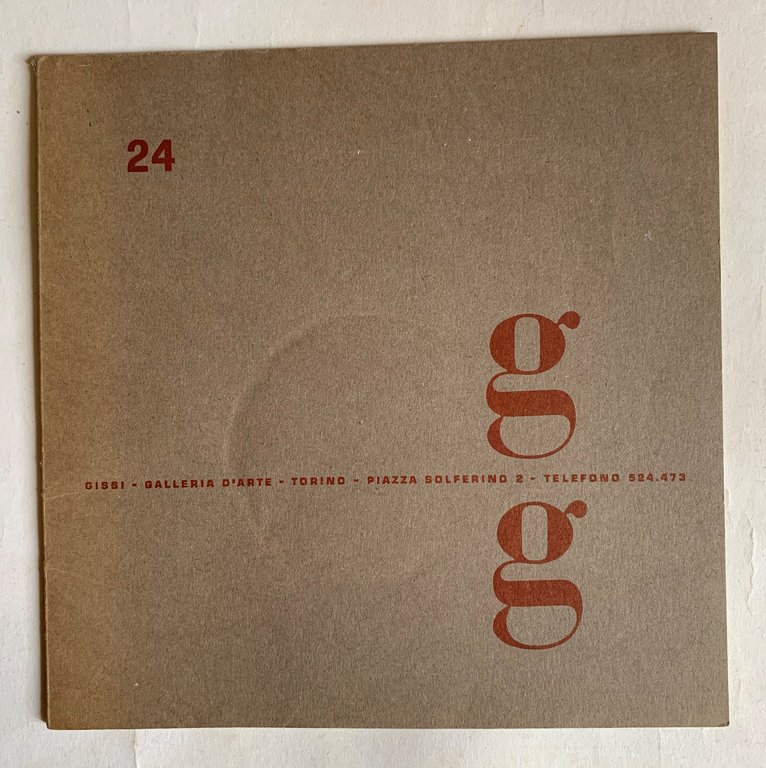 24
g
GISSI - GALLERIA D'ARTE - TORINO - PIAZZA SOLFERINO 2 - TELEFONO 524.473
g